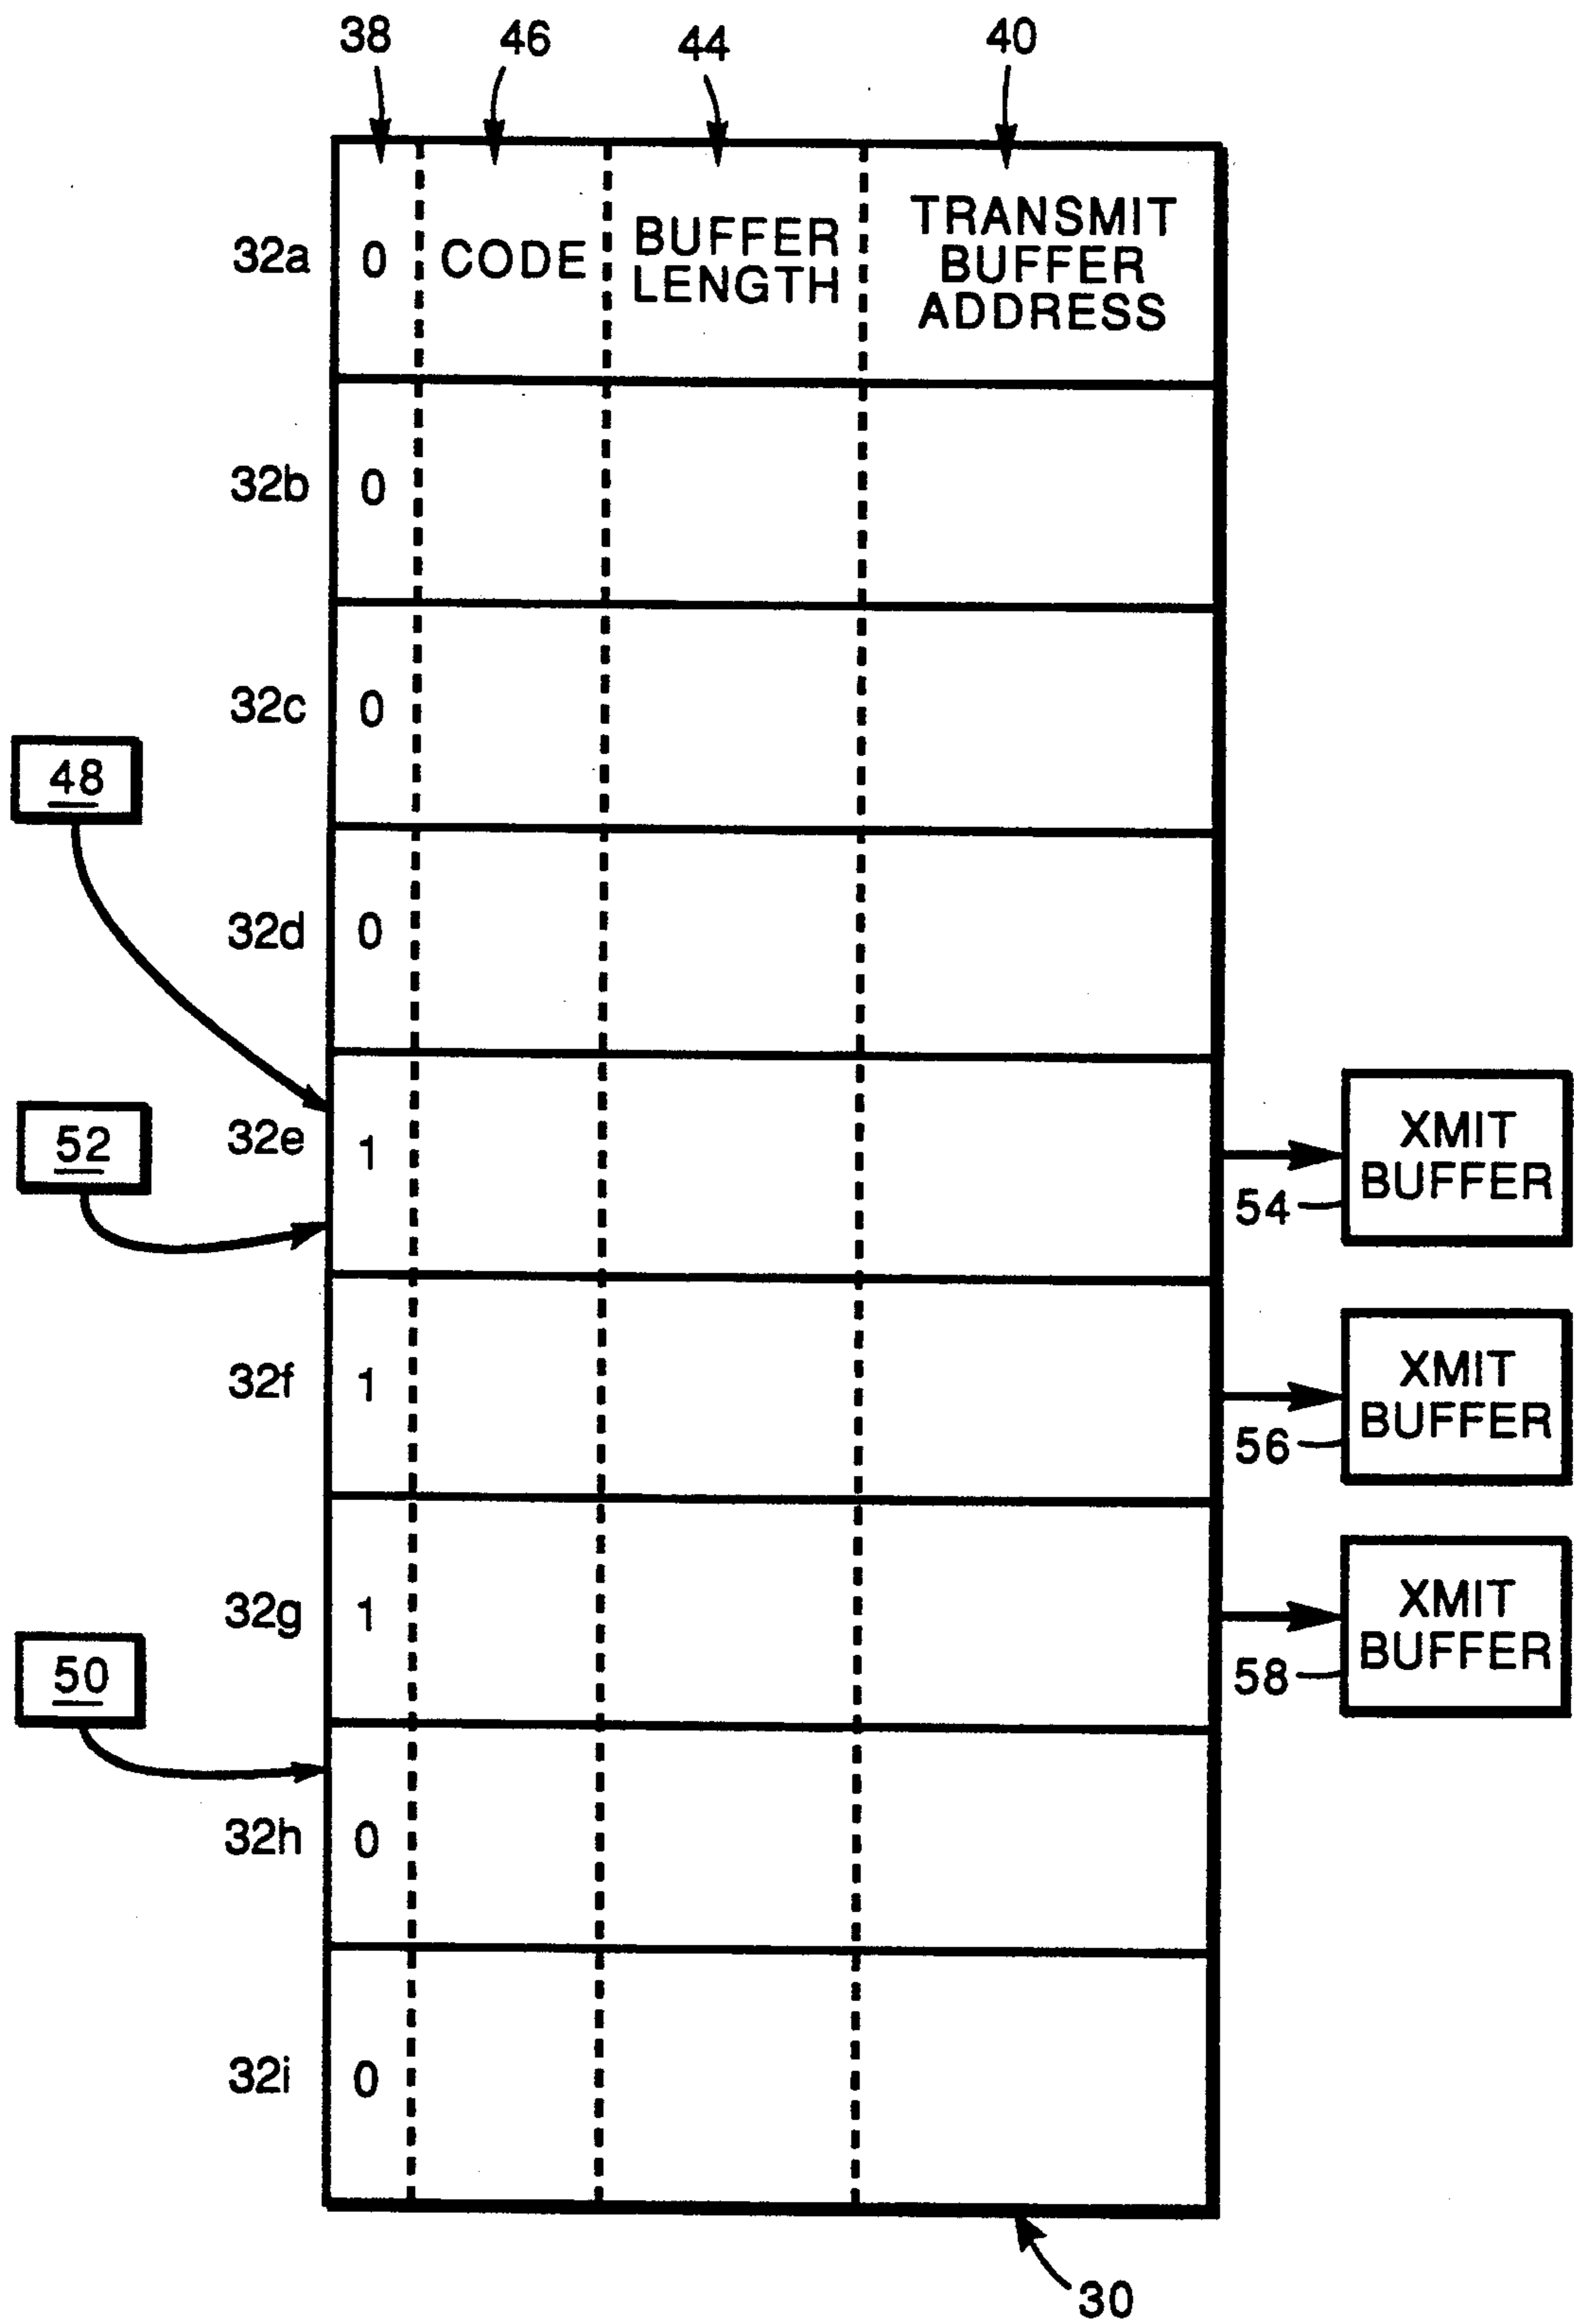 38 46 44 40
32a 0 CODE BUFFER LENGTH TRANSMIT BUFFER ADDRESS
32b 0
32c 0
48
32d 0
52
32e 1
XMIT
BUFFER
54
32f 1
XMIT
BUFFER
56
32g 1
XMIT
BUFFER
58
50
32h 0
32i 0
30